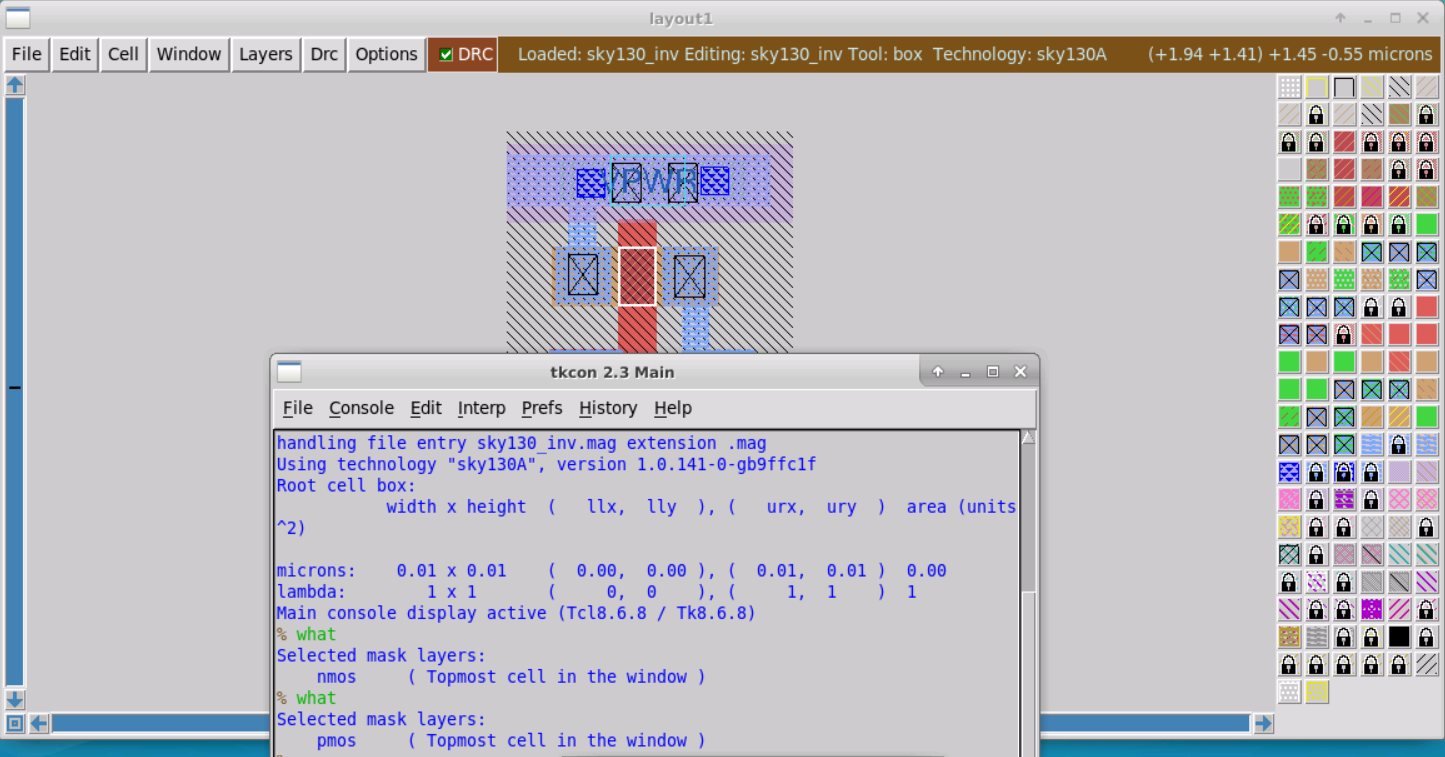 layout1
File Edit Cell Window Layers Drc Options DRC Loaded: sky130_inv Editing: sky130_inv Tool: box Technology: sky130A (+1.94 +1.41) +1.45 -0.55 microns
VPWR
tkcon 2.3 Main
File Console Edit Interp Prefs History Help
handling file entry sky130_inv.mag extension .mag
Using technology "sky130A", version 1.0.141-0-gb9ffc1f
Root cell box:
width x height ( llx, lly ), ( urx, ury ) area (units
^2)
microns: 0.01 x 0.01 ( 0.00, 0.00 ), ( 0.01, 0.01 ) 0.00
lambda: 1 x 1 ( 0, 0 ), ( 1, 1 ) 1
Main console display active (Tcl8.6.8 / Tk8.6.8)
% what
Selected mask layers:
nmos ( Topmost cell in the window )
% what
Selected mask layers:
pmos ( Topmost cell in the window )